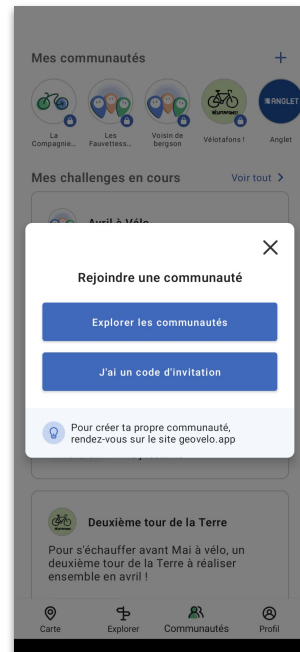 Mes communautés +
La Compagnie...
Les Fauvettess...
Voisin de bergson
Vélotafons !
ANGLET
Anglet
Mes challenges en cours
Voir tout >
Avril à Vélo
Rejoindre une communauté
Explorer les communautés
J'ai un code d'invitation
Pour créer ta propre communauté,
rendez-vous sur le site geovelo.app
Deuxième tour de la Terre
Pour s'échauffer avant Mai à vélo, un
deuxième tour de la Terre à réaliser
ensemble en avril !
Carte
Explorer
Communautés
Profil